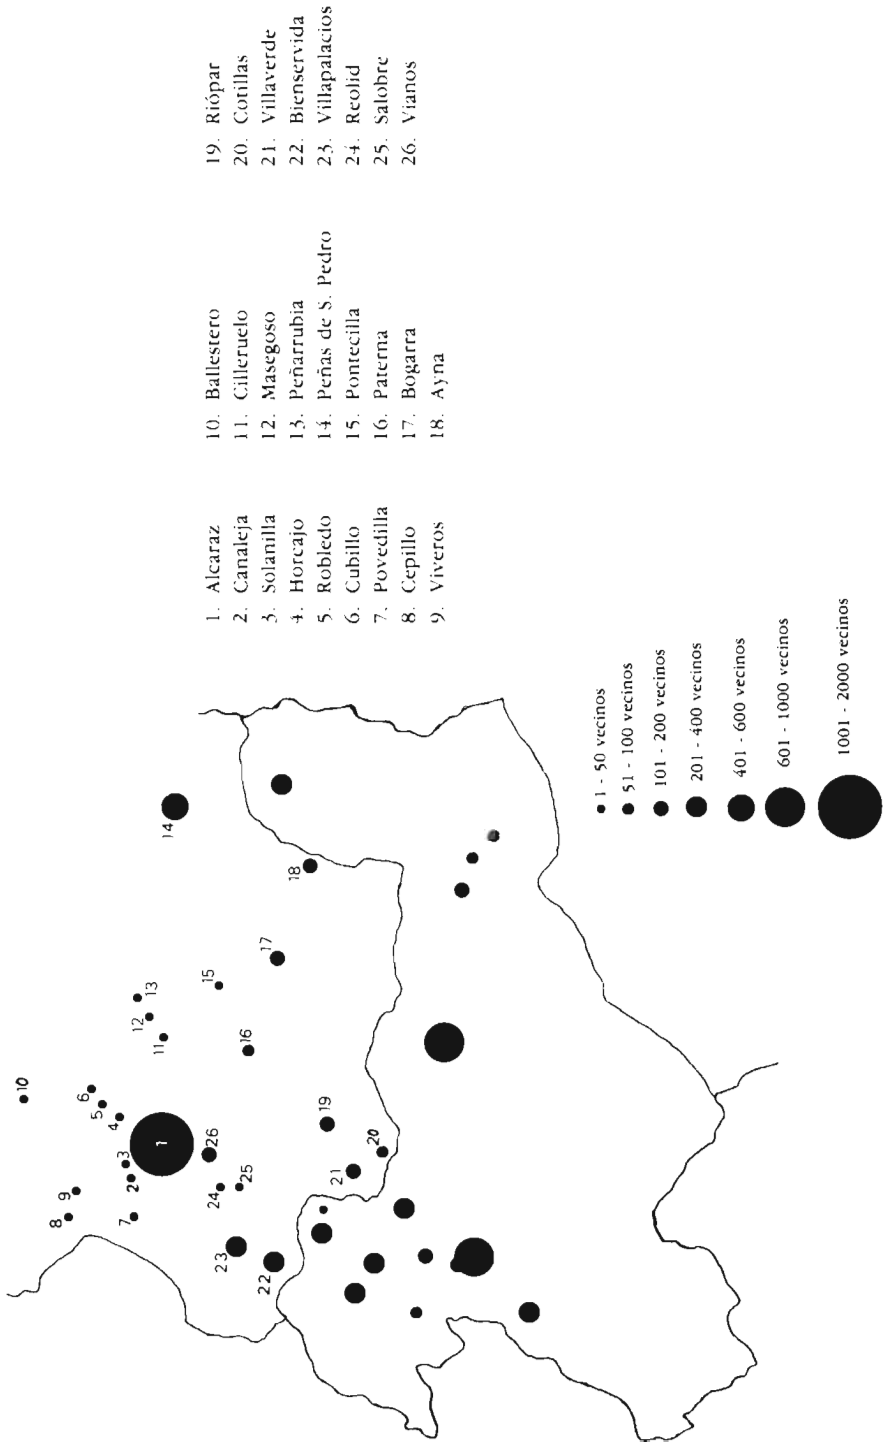 10
8
9
6
5
4
7
3
2
12
13
11
1
14
15
26
24
23
16
25
17
22
18
19
21
20
1. Alcaraz
2. Canaleja
3. Solanilla
4. Horcajo
5. Robledo
6. Cubillo
7. Povedilla
8. Cepillo
9. Viveros
10. Ballestero
11. Cilleruelo
12. Masegoso
13. Peñarrubia
14. Peñas de S. Pedro
15. Pontecilla
16. Paterna
17. Bogarra
18. Ayna
19. Riópar
20. Cotillas
21. Villaverde
22. Bienservida
23. Villapalacios
24. Reolid
25. Salobre
26. Vianos
1 - 50 vecinos
51 - 100 vecinos
101 - 200 vecinos
201 - 400 vecinos
401 - 600 vecinos
601 - 1000 vecinos
1001 - 2000 vecinos